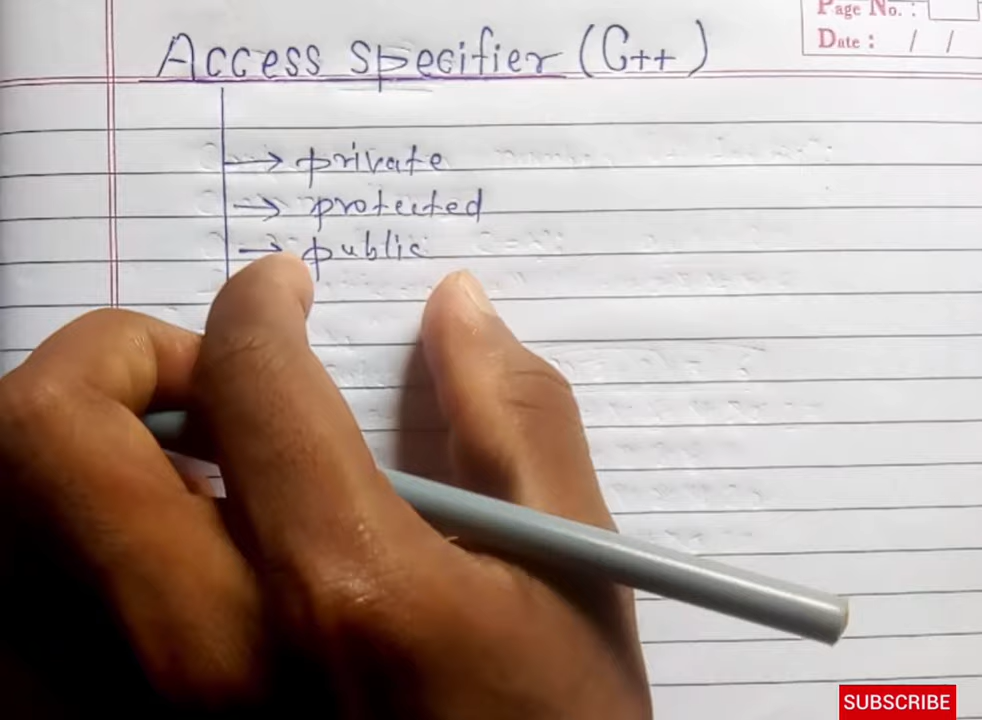 Page No. :
Date : / /
Access Specifier (C++)
→ private
→ protected
→ public
SUBSCRIBE